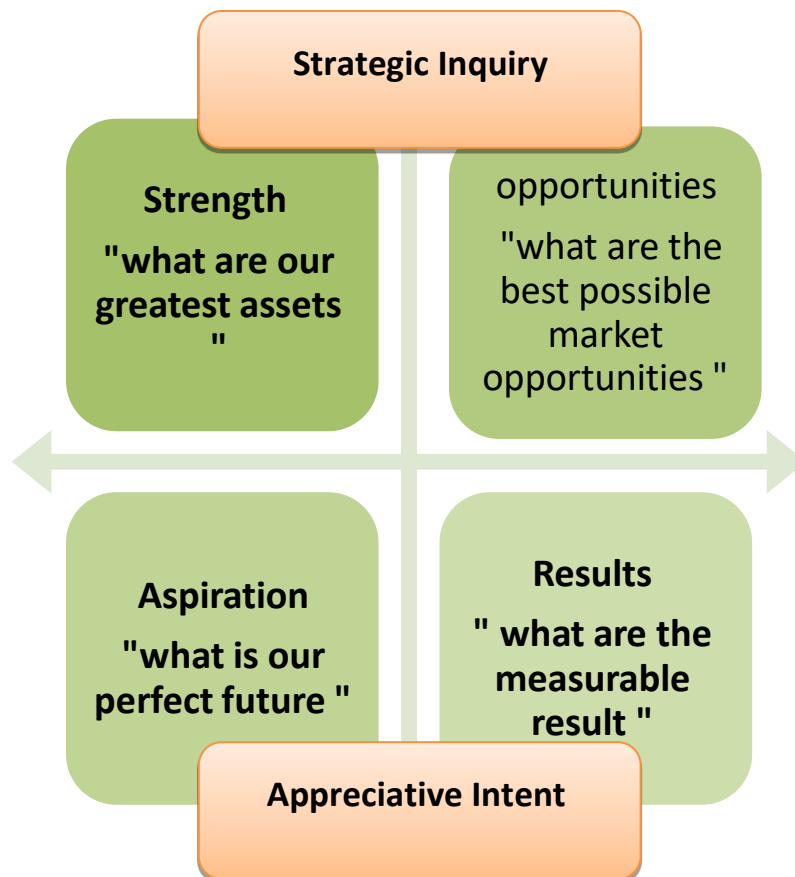 Strategic Inquiry
Strength
"what are our
greatest assets
"
opportunities
"what are the
best possible
market
opportunities "
Aspiration
"what is our
perfect future "
Results
" what are the
measurable
result "
Appreciative Intent